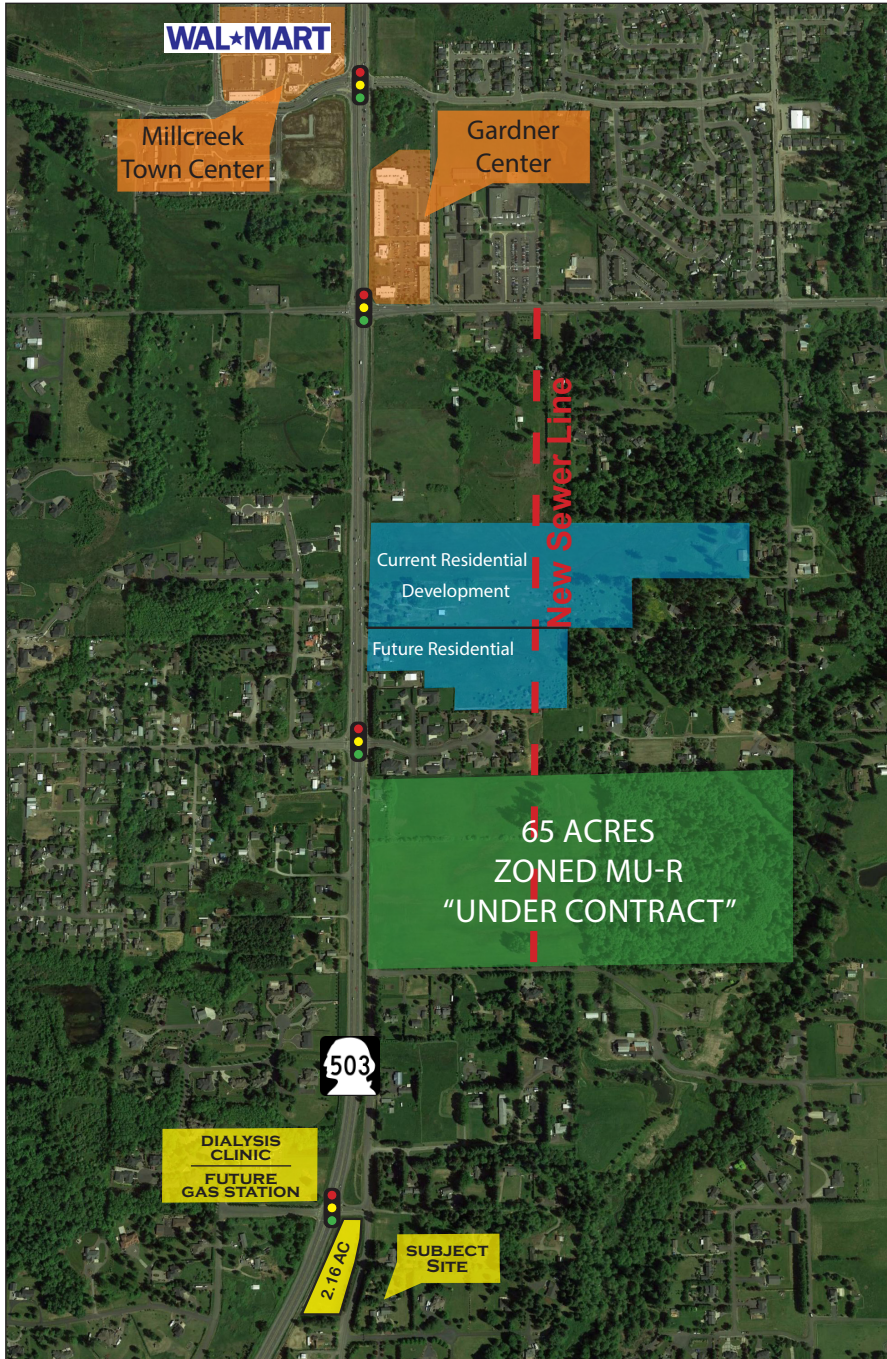 WAL★MART
Millcreek
Town Center
Gardner
Center
New Sewer Line
Current Residential
Development
Future Residential
65 ACRES
ZONED MU-R
“UNDER CONTRACT”
503
DIALYSIS
CLINIC
FUTURE
GAS STATION
2.16 AC
SUBJECT
SITE